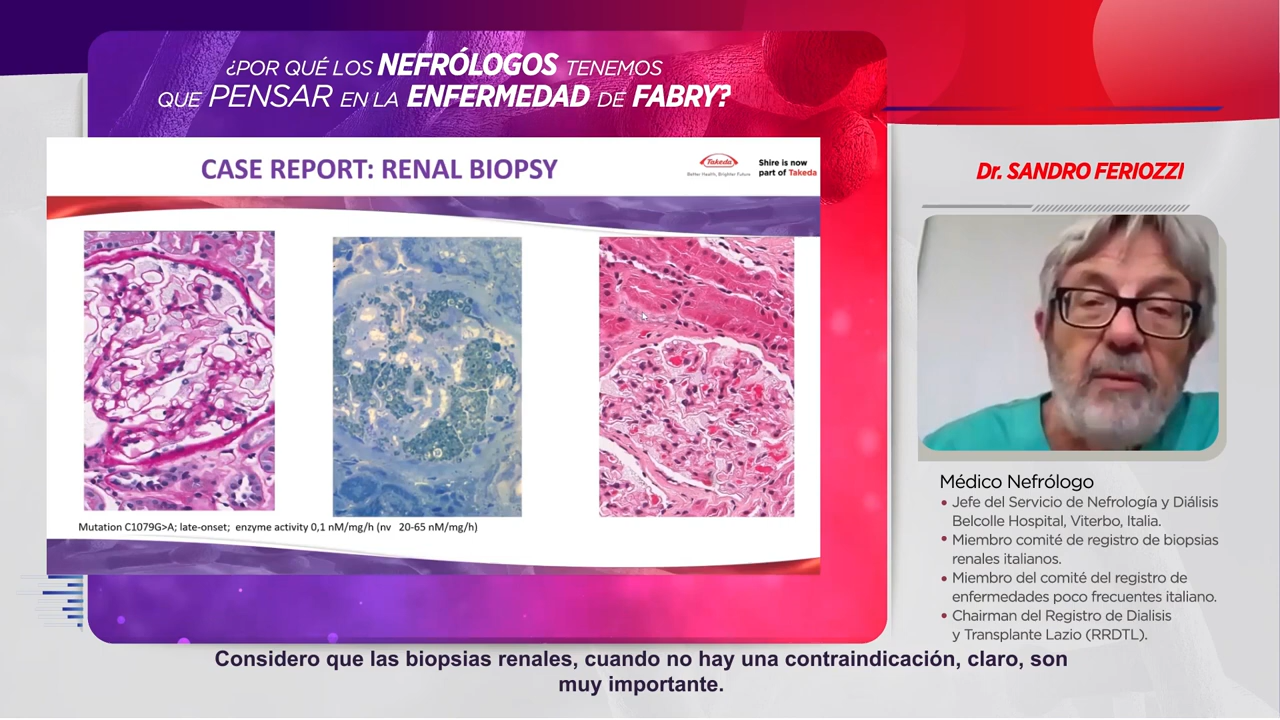 ¿POR QUÉ LOS NEFRÓLOGOS TENEMOS
QUE PENSAR EN LA ENFERMEDAD DE FABRY?
CASE REPORT: RENAL BIOPSY
Takeda
Better Health, Brighter Future
Shire is now
part of Takeda
Mutation C1079G>A; late-onset; enzyme activity 0,1 nM/mg/h (nv 20-65 nM/mg/h)
Dr. SANDRO FERIOZZI
Médico Nefrólogo
• Jefe del Servicio de Nefrología y Diálisis
Belcolle Hospital, Viterbo, Italia.
• Miembro comité de registro de biopsias
renales italianos.
• Miembro del comité del registro de
enfermedades poco frecuentes italiano.
• Chairman del Registro de Dialisis
y Transplante Lazio (RRDTL).
Considero que las biopsias renales, cuando no hay una contraindicación, claro, son
muy importante.